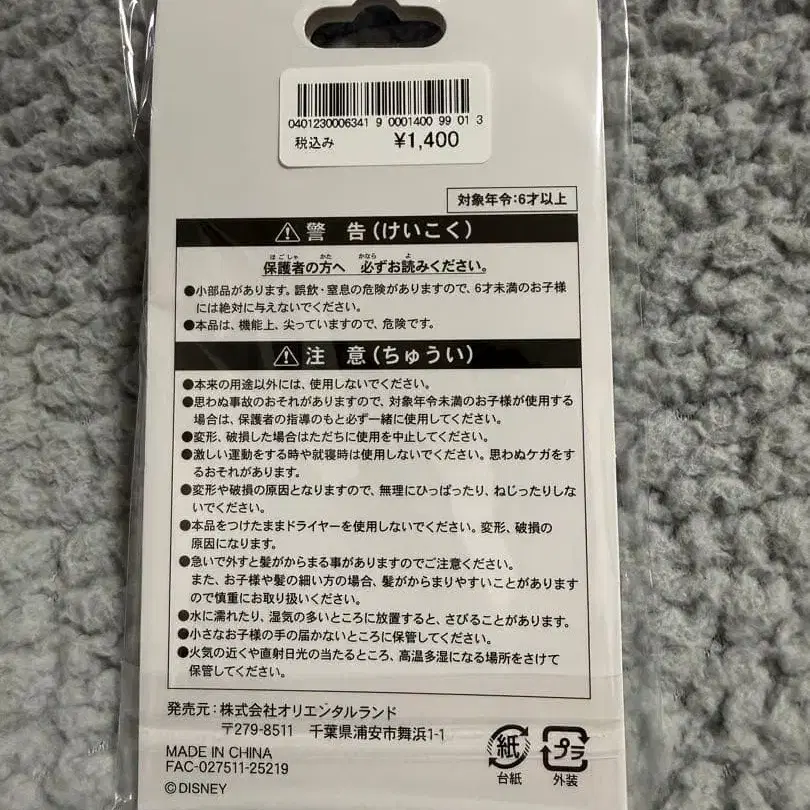 0401230006341 9 0001400 99 01 3
税込み ¥1,400
対象年令:6才以上
警 告(けいこく)
ほごしゃ かた かなら よ
保護者の方へ 必ずお読みください。
●小部品があります。誤飲・窒息の危険がありますので、6才未満のお子様
には絶対に与えないでください。
●本品は、機能上、尖っていますので、危険です。
注 意(ちゅうい)
●本来の用途以外には、使用しないでください。
●思わぬ事故のおそれがありますので、対象年令未満のお子様が使用する
場合は、保護者の指導のもと必ず一緒に使用してください。
●変形、破損した場合はただちに使用を中止してください。
●激しい運動をする時や就寝時は使用しないでください。思わぬケガをす
るおそれがあります。
●変形や破損の原因となりますので、無理にひっぱったり、ねじったりしな
いでください。
●本品をつけたままドライヤーを使用しないでください。変形、破損の
原因になります。
●急いで外すと髪がからまる事がありますのでご注意ください。
また、お子様や髪の細い方の場合、髪がからまりやすいことがあります
ので慎重にお取り扱いください。
●水に濡れたり、湿気の多いところに放置すると、さびることがあります。
●小さなお子様の手の届かないところに保管してください。
●火気の近くや直射日光の当たるところ、高温多湿になる場所をさけて
保管してください。
発売元:株式会社オリエンタルランド
〒279-8511 千葉県浦安市舞浜1-1
MADE IN CHINA
FAC-027511-25219
©DISNEY
紙 プラ
台紙 外装